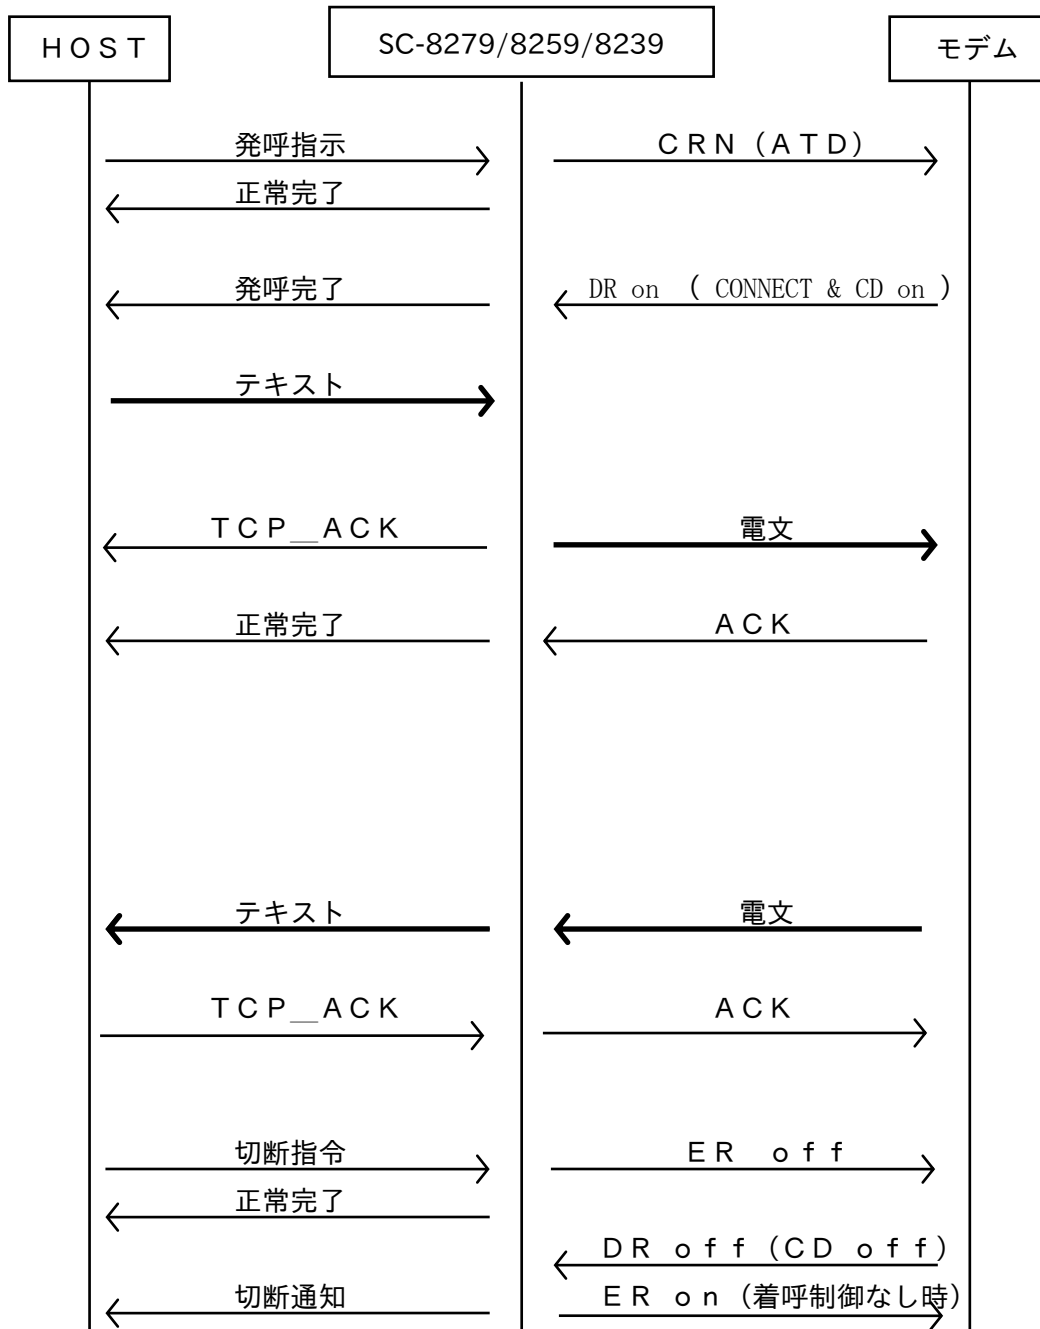 ＨＯＳＴ
SC-8279/8259/8239
モデム
発呼指示
ＣＲＮ（ＡＴＤ）
正常完了
発呼完了
DR on （ CONNECT & CD on ）
テキスト
ＴＣＰ＿ＡＣＫ
電文
正常完了
ＡＣＫ
テキスト
電文
ＴＣＰ＿ＡＣＫ
ＡＣＫ
切断指令
ＥＲ　ｏｆｆ
正常完了
ＤＲ ｏｆｆ（ＣＤ ｏｆｆ）
切断通知
ＥＲ ｏｎ（着呼制御なし時）